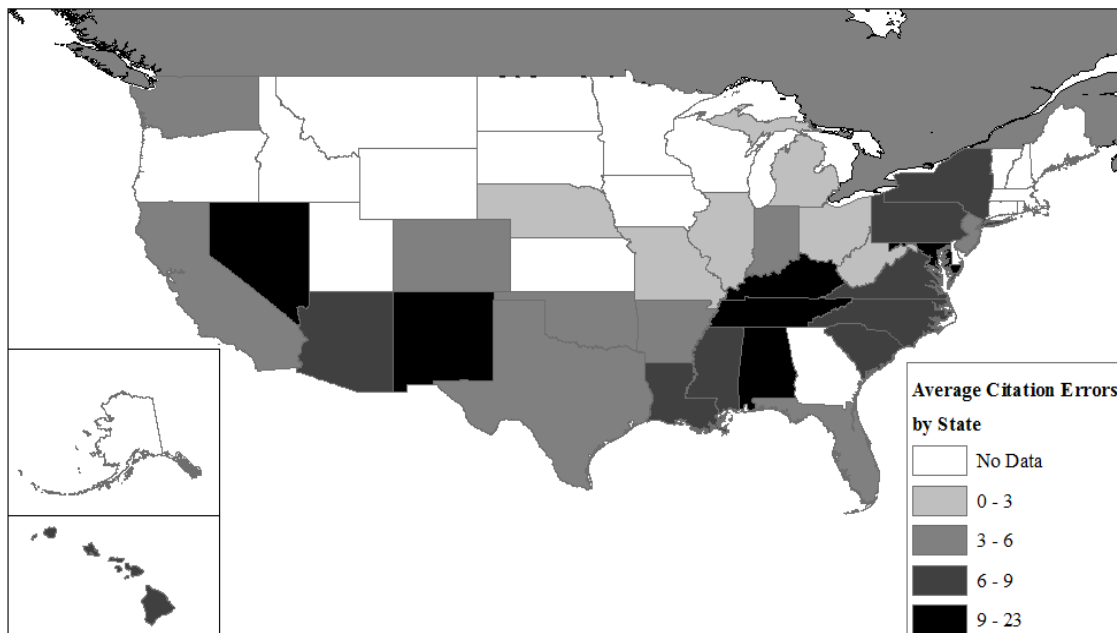 Average Citation Errors
by State
No Data
0 - 3
3 - 6
6 - 9
9 - 23